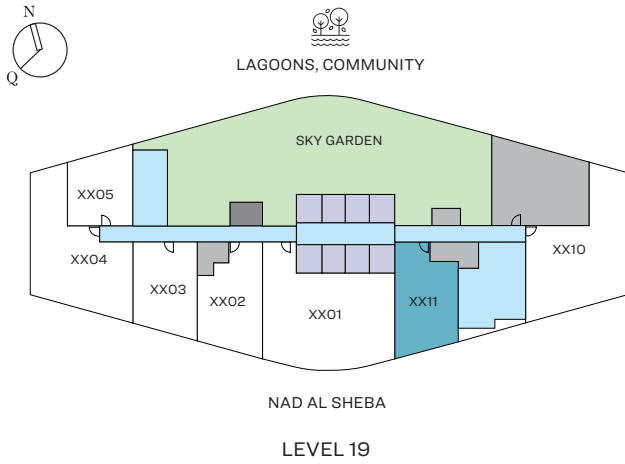 N
Q
LAGOONS, COMMUNITY
SKY GARDEN
XX05
XX04
XX03
XX02
XX01
XX11
XX10
NAD AL SHEBA
LEVEL 19